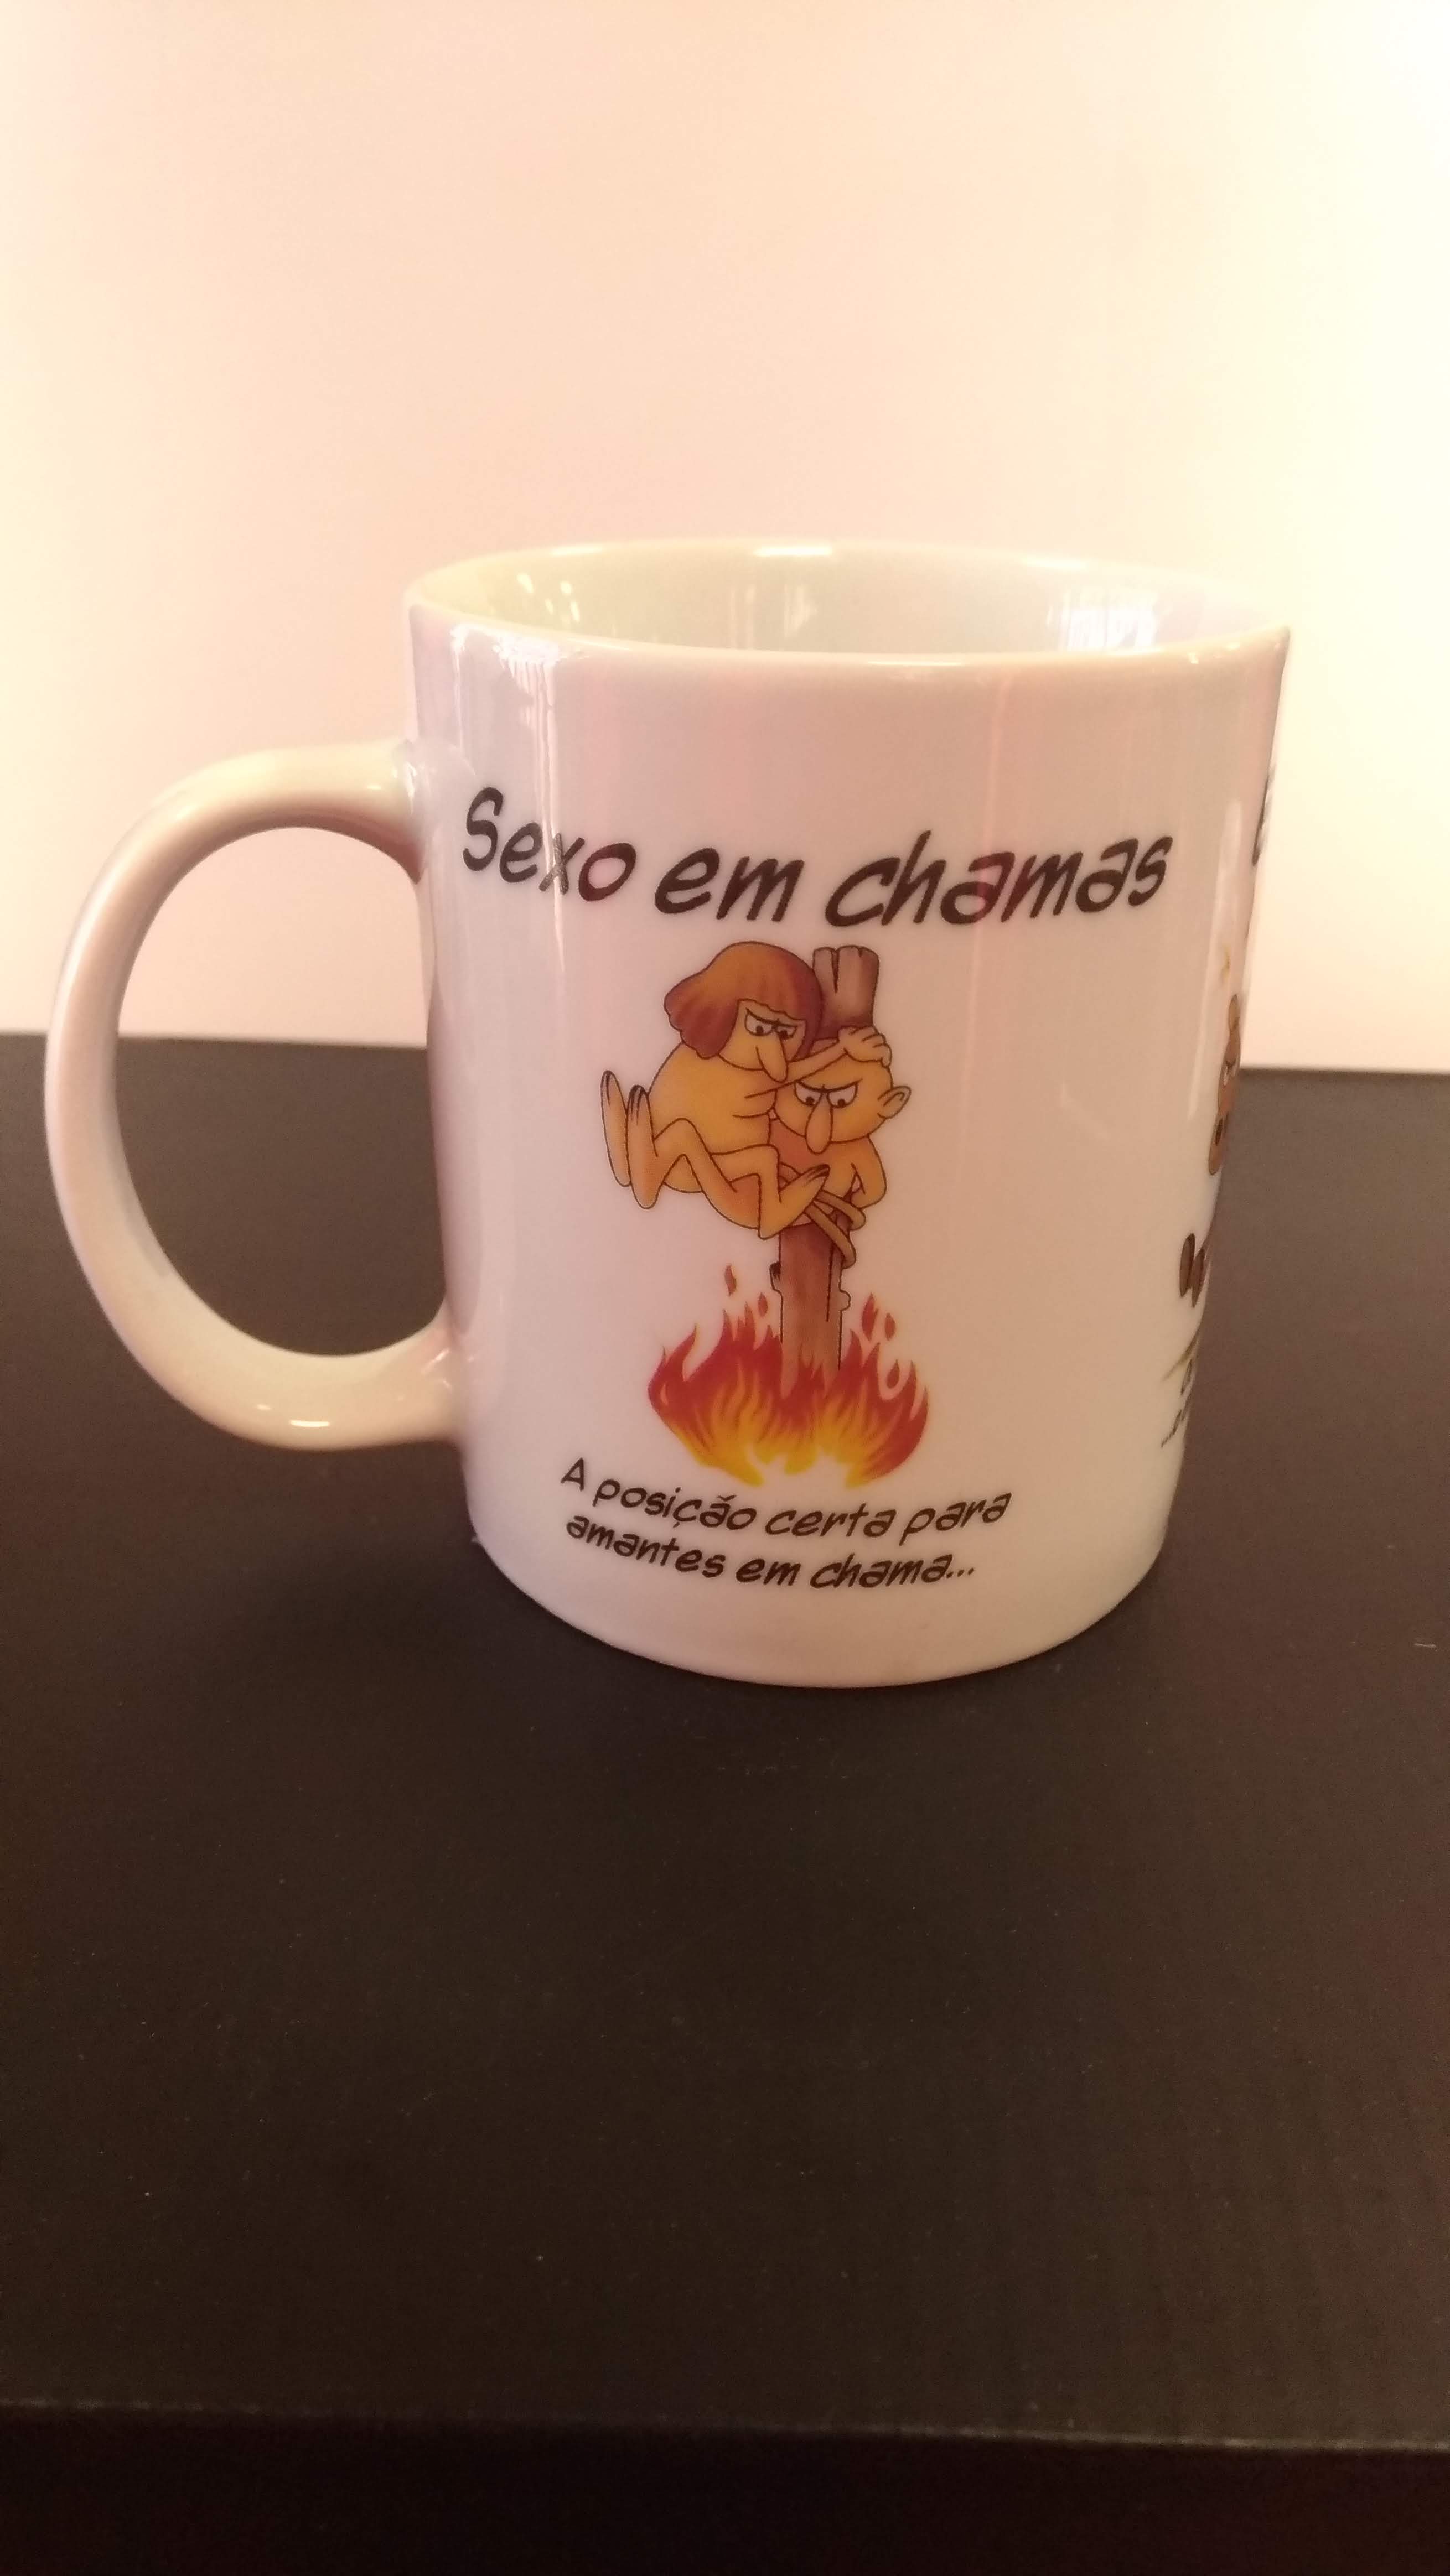 Sexo em chamas
A posição certa para
amantes em chama...